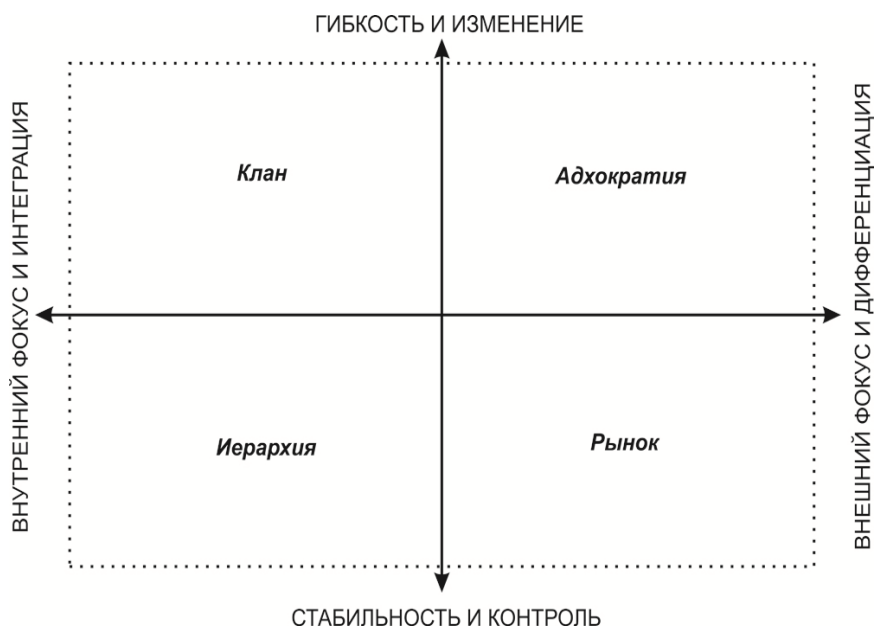 ГИБКОСТЬ И ИЗМЕНЕНИЕ
ВНУТРЕННИЙ ФОКУС И ИНТЕГРАЦИЯ
Клан
Адхократия
ВНЕШНИЙ ФОКУС И ДИФФЕРЕНЦИАЦИЯ
Иерархия
Рынок
СТАБИЛЬНОСТЬ И КОНТРОЛЬ